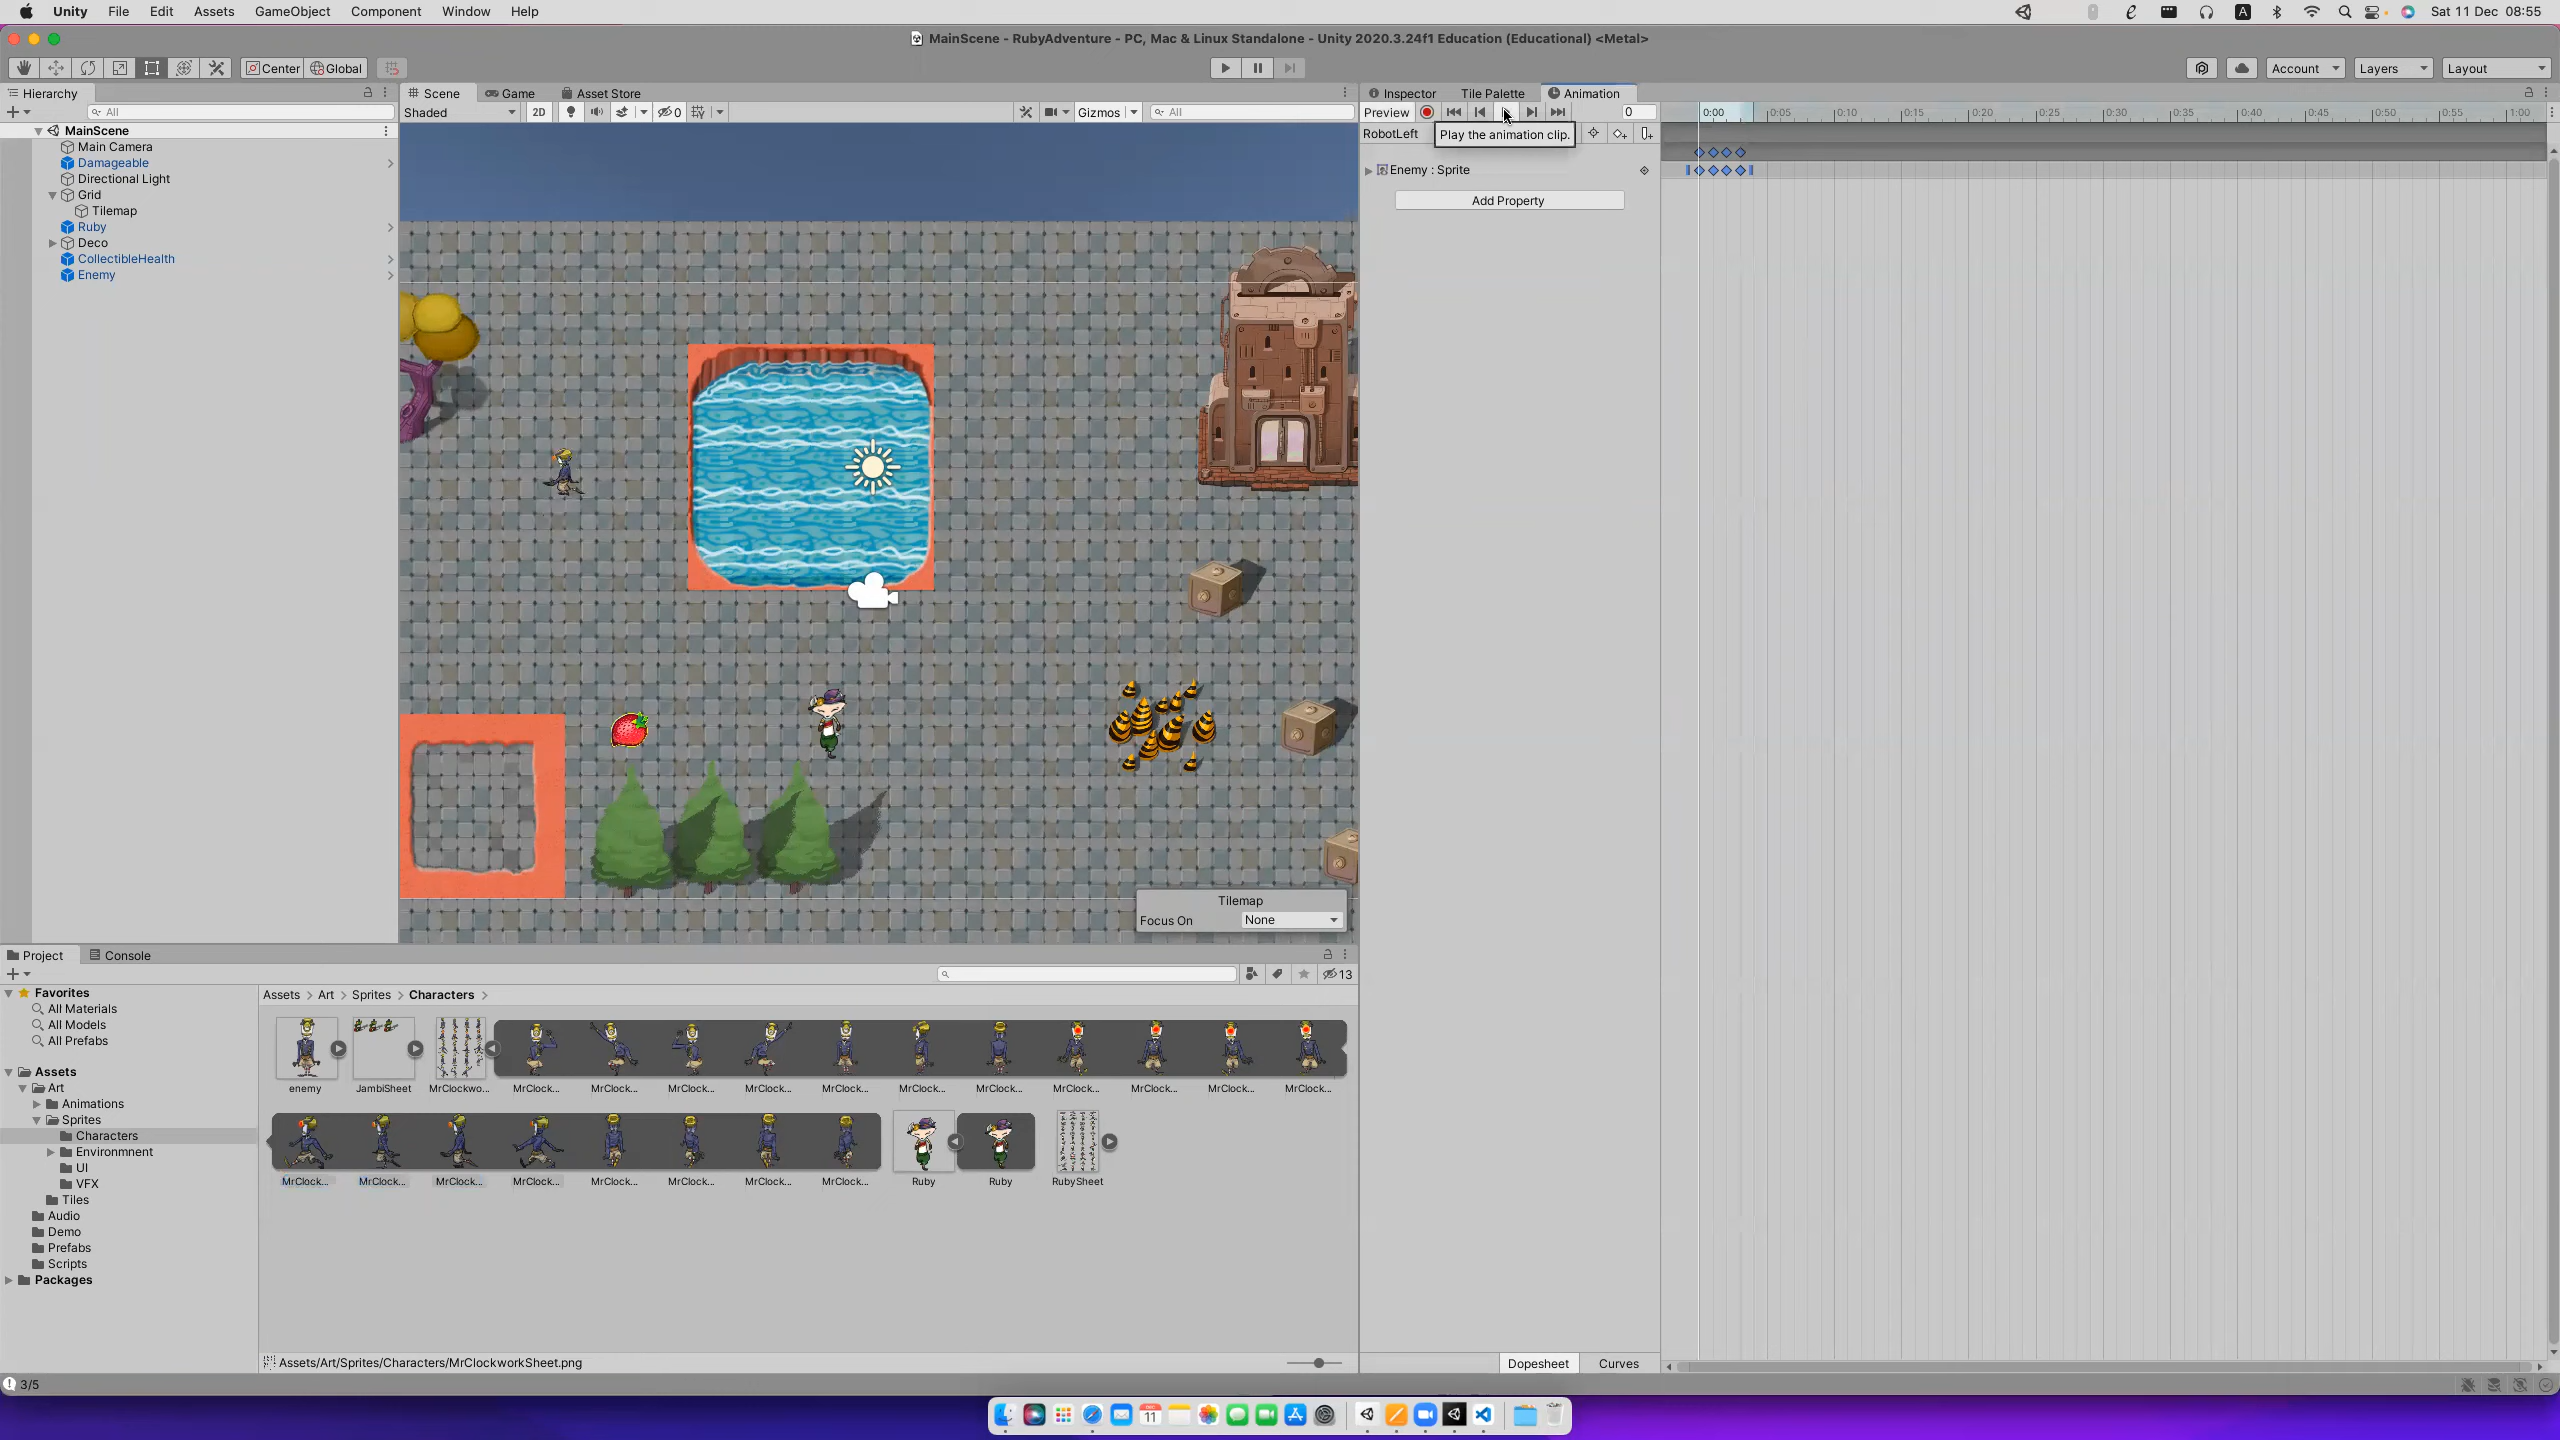 Unity File Edit Assets GameObject Component Window Help
A Sat 11 Dec 08:55
MainScene - RubyAdventure - PC, Mac & Linux Standalone - Unity 2020.3.24f1 Education (Educational) <Metal>
Center Global
Account Layers Layout
Hierarchy
All
MainScene
Main Camera
Damageable
Directional Light
Grid
Tilemap
Ruby
Deco
CollectibleHealth
Enemy
Scene Game Asset Store
Shaded 2D 0 Gizmos All
Tilemap
Focus On None
Inspector Tile Palette Animation
Preview 0
0:00 0:05 0:10 0:15 0:20 0:25 0:30 0:35 0:40 0:45 0:50 0:55 1:00
RobotLeft
Play the animation clip.
Enemy : Sprite
Add Property
Dopesheet Curves
Project Console
13
Favorites
All Materials
All Models
All Prefabs
Assets
Art
Animations
Sprites
Characters
Environmnent
UI
VFX
Tiles
Audio
Demo
Prefabs
Scripts
Packages
Assets > Art > Sprites > Characters >
enemy JambiSheet MrClockwo... MrClock... MrClock... MrClock... MrClock... MrClock... MrClock... MrClock... MrClock... MrClock... MrClock... MrClock...
MrClock... MrClock... MrClock... MrClock... MrClock... MrClock... MrClock... MrClock... Ruby Ruby RubySheet
Assets/Art/Sprites/Characters/MrClockworkSheet.png
3/5
DEC
11